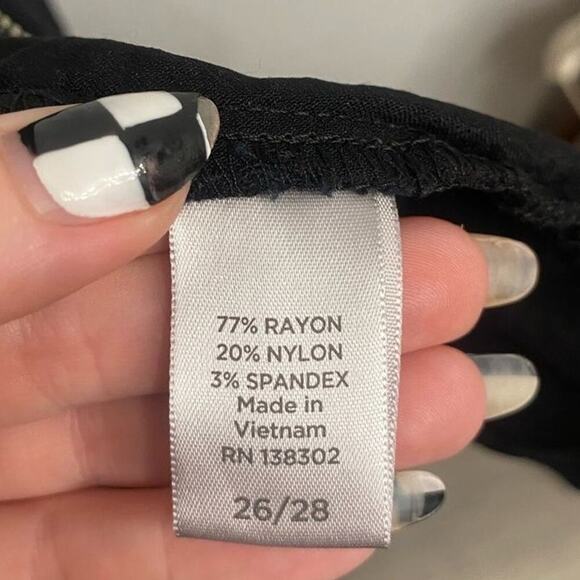 77% RAYON
20% NYLON
3% SPANDEX
Made in
Vietnam
RN 138302
26/28